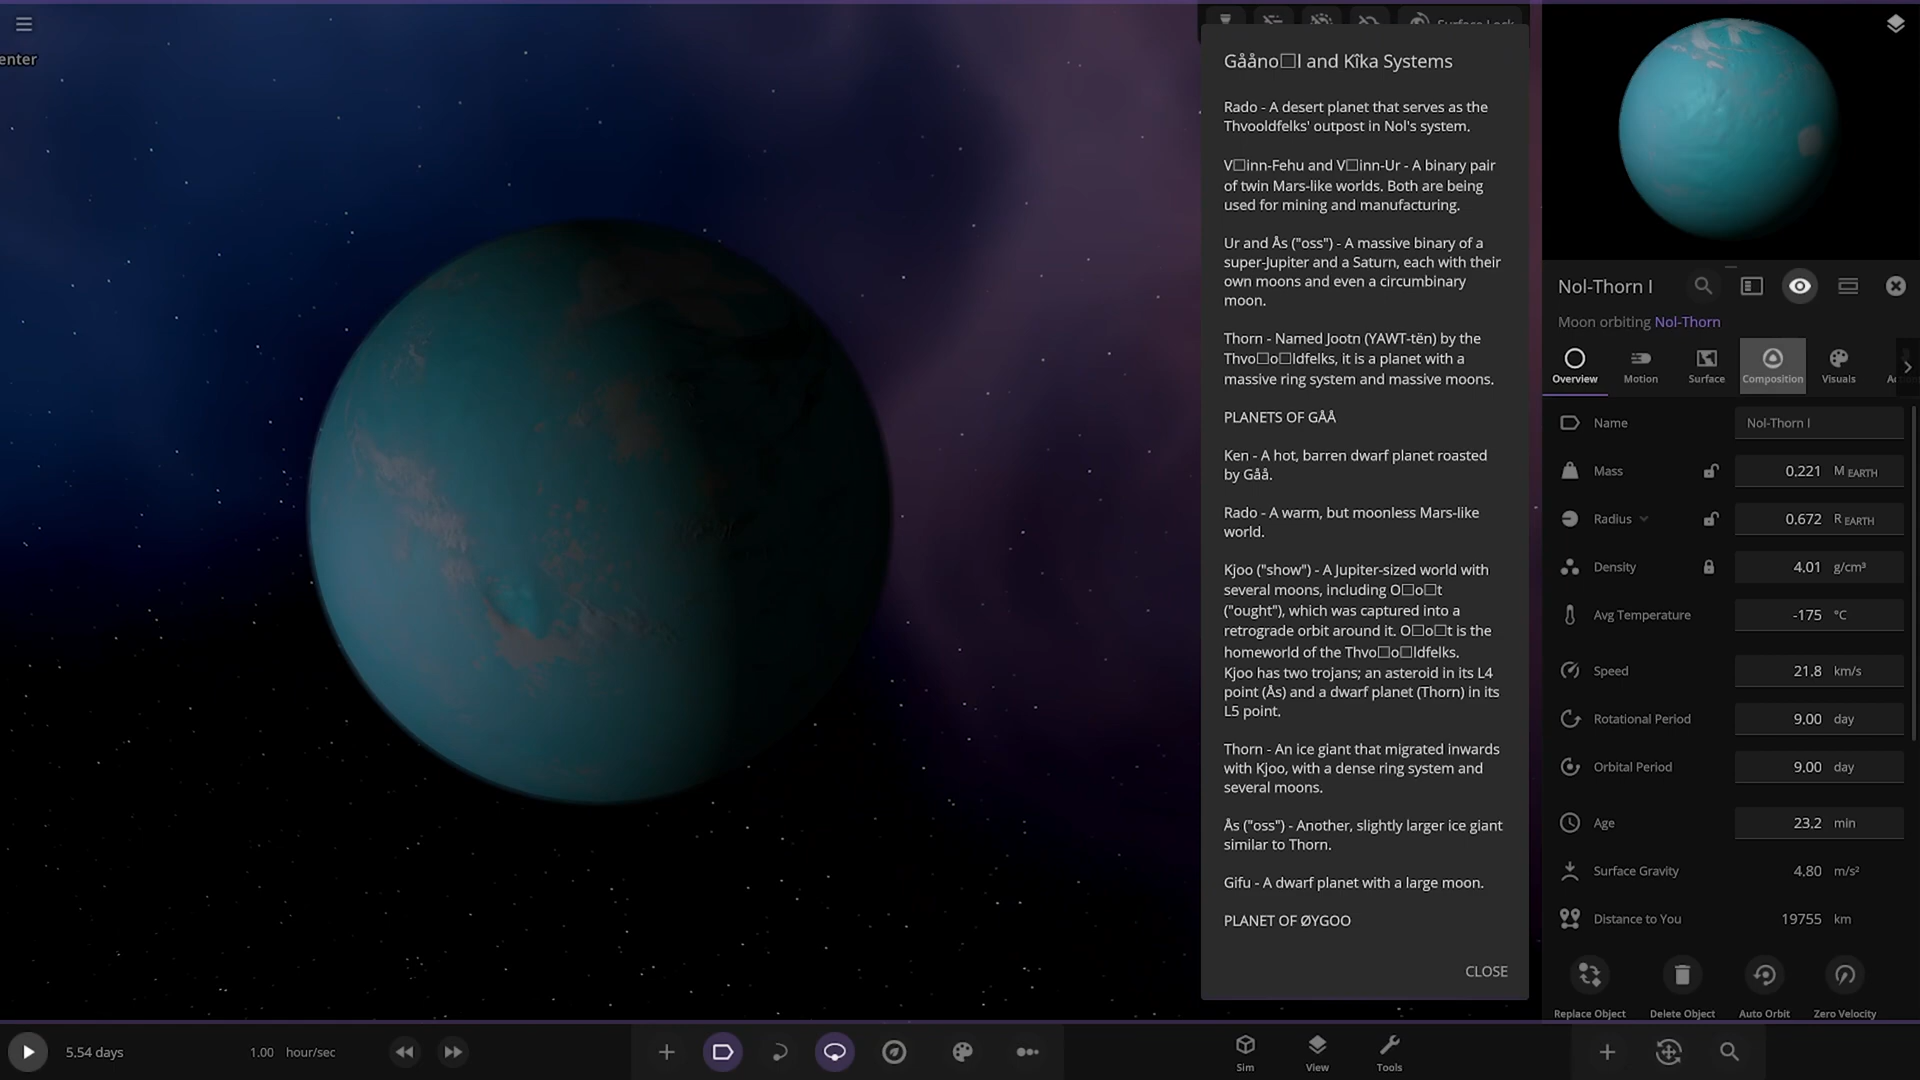 enter
Surface Lock
Gååno□l and Kîka Systems
Rado - A desert planet that serves as the
Thvooldfelks' outpost in Nol's system.
V□inn-Fehu and V□inn-Ur - A binary pair
of twin Mars-like worlds. Both are being
used for mining and manufacturing.
Ur and Ås ("oss") - A massive binary of a
super-Jupiter and a Saturn, each with their
own moons and even a circumbinary
moon.
Thorn - Named Jootn (YAWT-tën) by the
Thvo□o□ldfelks, it is a planet with a
massive ring system and massive moons.
PLANETS OF GÅÅ
Ken - A hot, barren dwarf planet roasted
by Gåå.
Rado - A warm, but moonless Mars-like
world.
Kjoo ("show") - A Jupiter-sized world with
several moons, including O□o□t
("ought"), which was captured into a
retrograde orbit around it. O□o□t is the
homeworld of the Thvo□o□ldfelks.
Kjoo has two trojans; an asteroid in its L4
point (Ås) and a dwarf planet (Thorn) in its
L5 point.
Thorn - An ice giant that migrated inwards
with Kjoo, with a dense ring system and
several moons.
Ås ("oss") - Another, slightly larger ice giant
similar to Thorn.
Gifu - A dwarf planet with a large moon.
PLANET OF ØYGOO
CLOSE
Nol-Thorn I
Moon orbiting Nol-Thorn
Overview Motion Surface Composition Visuals
Name Nol-Thorn I
Mass 0.221 M EARTH
Radius 0.672 R EARTH
Density 4.01 g/cm³
Avg Temperature -175 °C
Speed 21.8 km/s
Rotational Period 9.00 day
Orbital Period 9.00 day
Age 23.2 min
Surface Gravity 4.80 m/s²
Distance to You 19755 km
Replace Object Delete Object Auto Orbit Zero Velocity
5.54 days 1.00 hour/sec
Sim View Tools